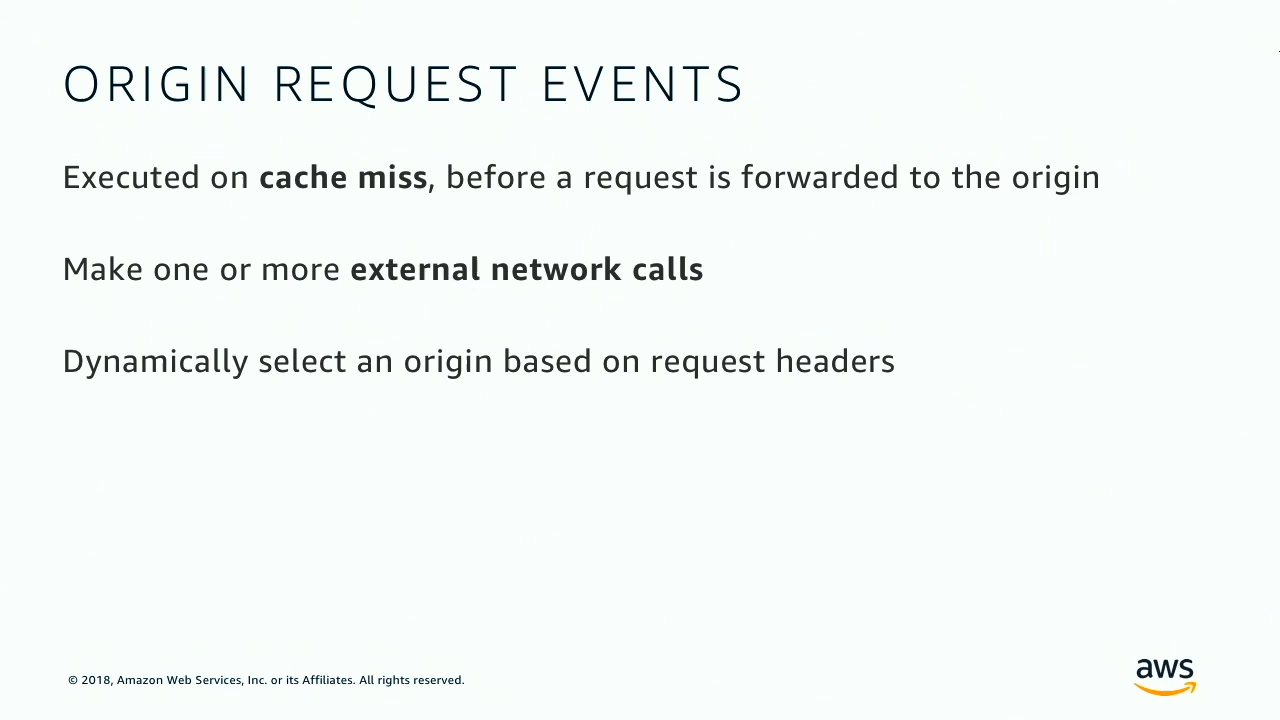 ORIGIN REQUEST EVENTS
Executed on cache miss, before a request is forwarded to the origin
Make one or more external network calls
Dynamically select an origin based on request headers
© 2018, Amazon Web Services, Inc. or its Affiliates. All rights reserved.
aws